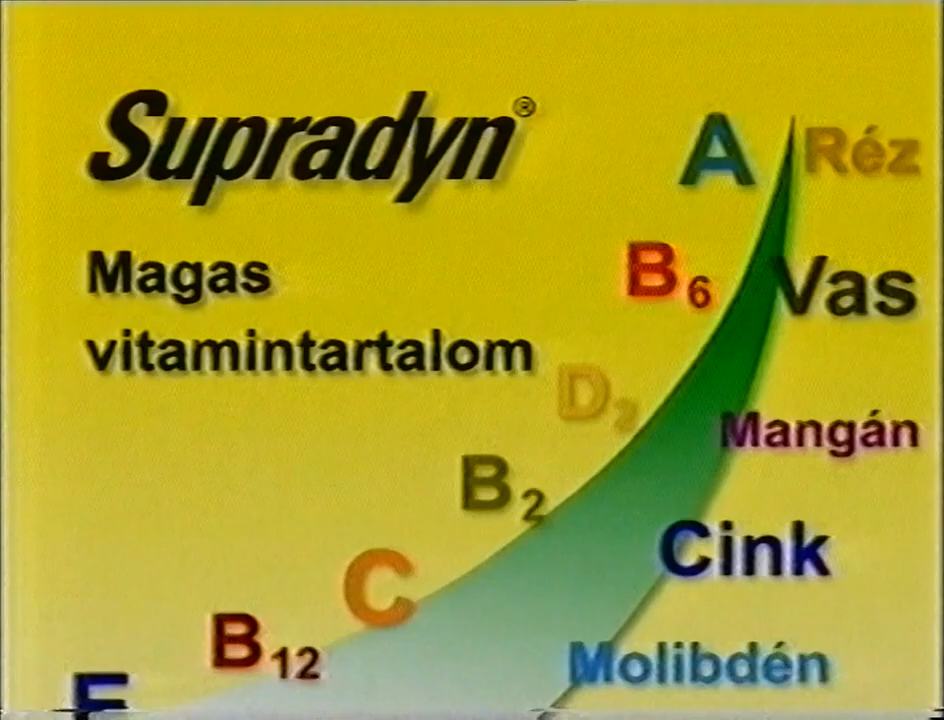 Supradyn®
Magas
vitamintartalom
A
Réz
B6
Vas
D2
Mangán
B2
Cink
C
B12
Molibdén
E